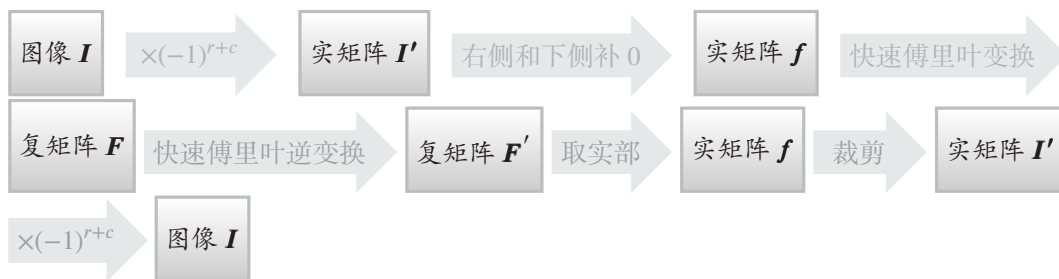 图像 I ×(−1)^{r+c} 实矩阵 I′ 右侧和下侧补 0 实矩阵 f 快速傅里叶变换
复矩阵 F 快速傅里叶逆变换 复矩阵 F′ 取实部 实矩阵 f 裁剪 实矩阵 I′
×(−1)^{r+c} 图像 I